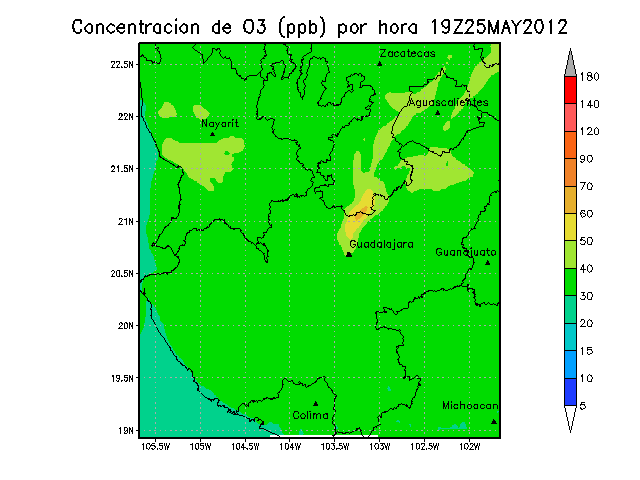 Concentracion de O3 (ppb) por hora 19Z25MAY2012
22.5N
22N
21.5N
21N
20.5N
20N
19.5N
19N
105.5W
105W
104.5W
104W
103.5W
103W
102.5W
102W
Zacatecas
Aguascalientes
Nayarit
Guadalajara
Guanajuato
Colima
Michoacan
180
140
120
90
70
60
50
40
30
20
15
10
5